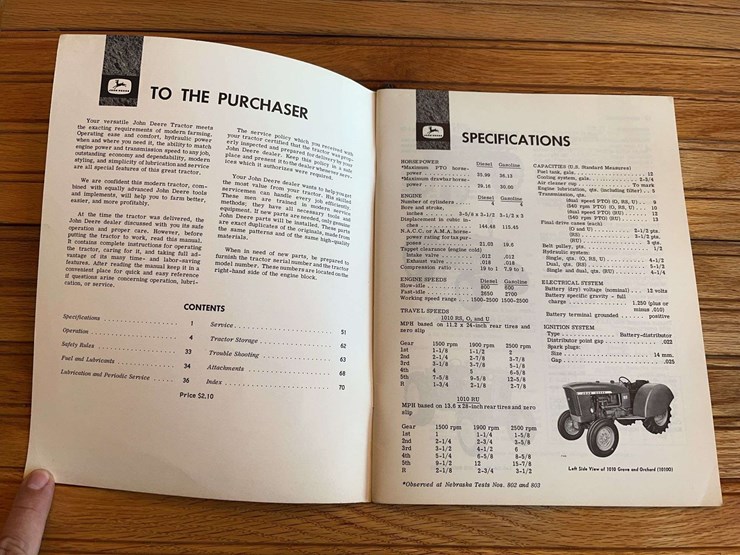 JOHN DEERE
TO THE PURCHASER
Your versatile John Deere Tractor meets
the exacting requirements of modern farming.
Operating ease and comfort, hydraulic power
when and where you need it, the ability to match
engine power and transmission speed to any job,
outstanding economy and dependability, modern
styling, and simplicity of lubrication and service
are all special features of this great tractor.
We are confident this modern tractor, com-
bined with equally advanced John Deere tools
and implements, will help you to farm better,
easier, and more profitably.
At the time the tractor was delivered, the
John Deere dealer discussed with you its safe
operation and proper care. However, before
putting the tractor to work, read this manual.
It contains complete instructions for operating
the tractor, caring for it, and taking full ad-
vantage of its many time- and labor-saving
features. After reading the manual keep it in a
convenient place for quick and easy reference
if questions arise concerning operation, lubri-
cation, or service.
The service policy which you received with
your tractor certified that the tractor was prop-
erly inspected and prepared for delivery by your
John Deere dealer. Keep this policy in a safe
place and present it to the dealer whenever serv-
ices which it authorizes were required.
Your John Deere dealer wants to help you get
the most value from your tractor. His skilled
servicemen can handle every job efficiently.
These men are trained in modern service
methods; they have all necessary tools and
equipment. If new parts are needed, only genuine
John Deere parts will be installed. These parts
are exact duplicates of the originals, made from
the same patterns and of the same high-quality
materials.
When in need of new parts, be prepared to
furnish the tractor serial number and the tractor
model number. These numbers are located on the
right-hand side of the engine block.
CONTENTS
Specifications 1
Operation 4
Safety Rules 33
Fuel and Lubricants 34
Lubrication and Periodic Service 36
Service 51
Tractor Storage 62
Trouble Shooting 63
Attachments 68
Index 70
Price $2.10
JOHN DEERE
SPECIFICATIONS
HORSEPOWER Diesel Gasoline
*Maximum PTO horse-
power 35.99 36.13
*Maximum drawbar horse-
power 29.16 30.00
ENGINE Diesel Gasoline
Number of cylinders 4 4
Bore and stroke,
inches 3-5/8 x 3-1/2 3-1/2 x 3
Displacement in cubic in-
ches 144.48 115.45
N.A.C.C. or A.M.A. horse-
power rating for tax pur-
poses 21.03 19.6
Tappet clearance (engine cold)
Intake valve .012 .012
Exhaust valve .018 .018
Compression ratio 19 to 1 7.9 to 1
ENGINE SPEEDS Diesel Gasoline
Slow-idle 800 600
Fast-idle 2650 2700
Working speed range 1500-2500 1500-2500
TRAVEL SPEEDS
1010 RS, O, and U
MPH based on 11.2 x 24-inch rear tires and
zero slip
Gear 1500 rpm 1900 rpm 2500 rpm
1st 1-1/8 1-1/2 2
2nd 2-1/4 2-7/8 3-7/8
3rd 3-1/8 3-7/8 5-1/8
4th 4 5 6-5/8
5th 7-5/8 9-5/8 12-5/8
R 1-3/4 2-1/8 2-7/8
1010 RU
MPH based on 13.6 x 28-inch rear tires and zero
slip
Gear 1500 rpm 1900 rpm 2500 rpm
1st 1 1-1/4 1-5/8
2nd 2-1/4 2-3/4 3-5/8
3rd 3-1/2 4-1/2 6
4th 5-1/4 6-5/8 8-5/8
5th 9-1/2 12 15-7/8
R 2-1/8 2-3/4 3-1/2
*Observed at Nebraska Tests Nos. 802 and 803
CAPACITIES (U.S. Standard Measures)
Fuel tank, gals. 12
Cooling system, gals. 2-3/4
Air cleaner cup To mark
Engine lubrication, qts. (including filter) 5
Transmission, qts.
(dual speed PTO) (O, RS, U)
(540 rpm PTO) (O, RS, U) 10
(dual speed PTO) (RU) 12
(540 rpm PTO) (RU) 13
Final drive cases (each)
(O and U) 2-1/2 pts.
(RS) 2-1/2 pts.
(RU) 3 qts.
Belt pulley, pts. 1/2
Hydraulic system:
Single, qts. (O, RS, U) 4-1/2
Dual, qts. (RS) 5-1/2
Single and dual, qts. (RU) 4-1/4
ELECTRICAL SYSTEM
Battery (dry) voltage (nominal) 12 volts
Battery specific gravity - full
charge 1.250 (plus or
minus .010)
Battery terminal grounded positive
IGNITION SYSTEM
Type Battery-distributor
Distributor point gap .022
Spark plugs:
Size 14 mm.
Gap .025
Left Side View of 1010 Grove and Orchard (1010O)